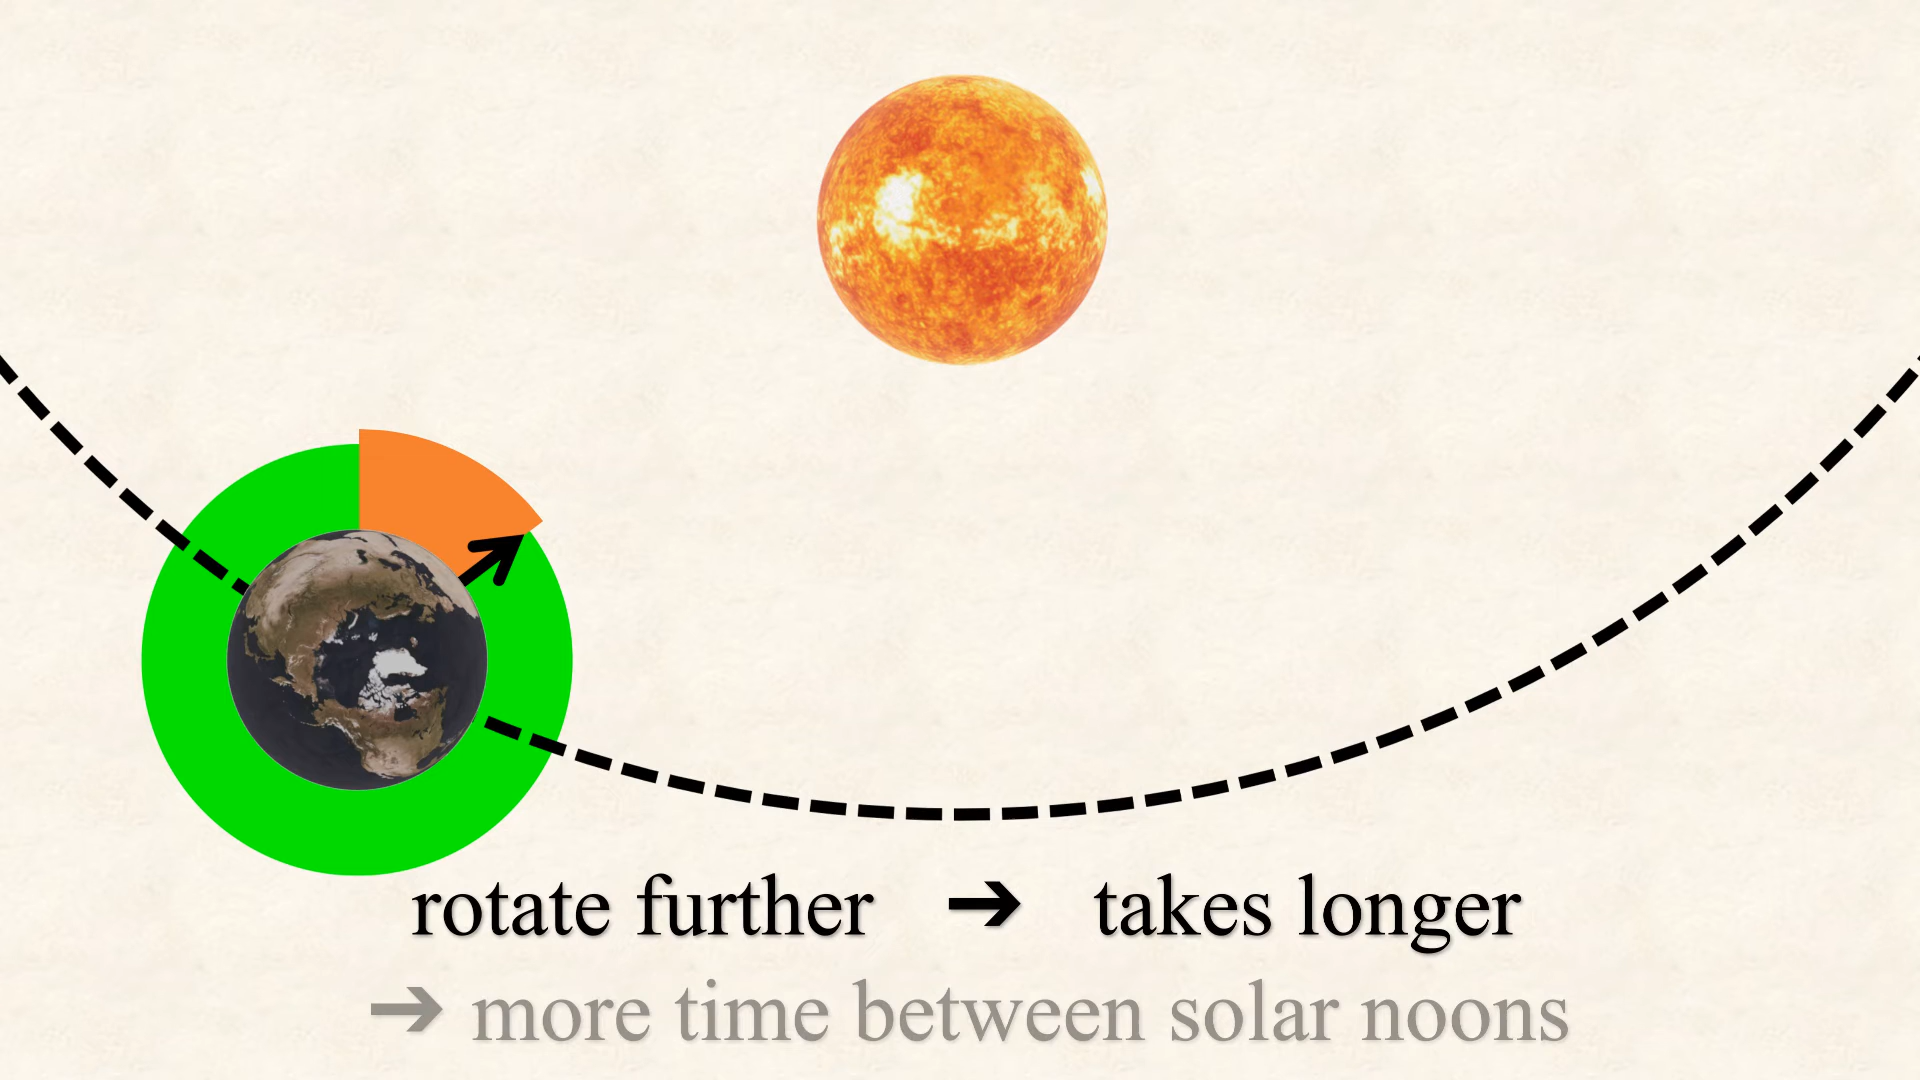 rotate further ➔ takes longer
➔ more time between solar noons